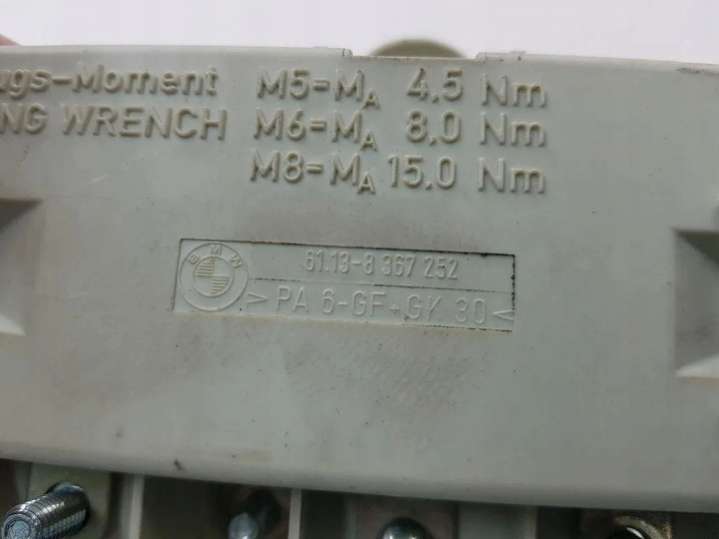 ugs-Moment M5=MA 4,5 Nm
NG WRENCH M6=MA 8,0 Nm
M8=MA 15,0 Nm
BMW
61.13-8 367 252
>PA 6-GF+GK 30<